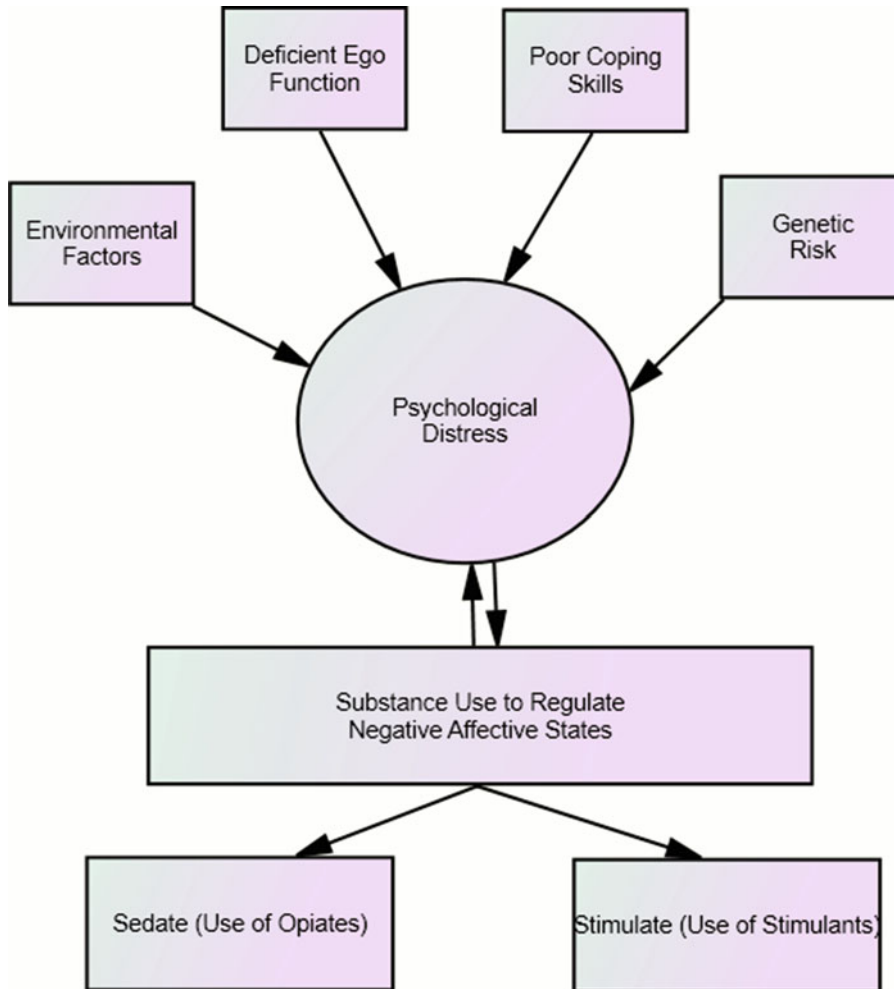 Deficient Ego
Function
Poor Coping
Skills
Environmental
Factors
Genetic
Risk
Psychological
Distress
Substance Use to Regulate
Negative Affective States
Sedate (Use of Opiates)
Stimulate (Use of Stimulants)